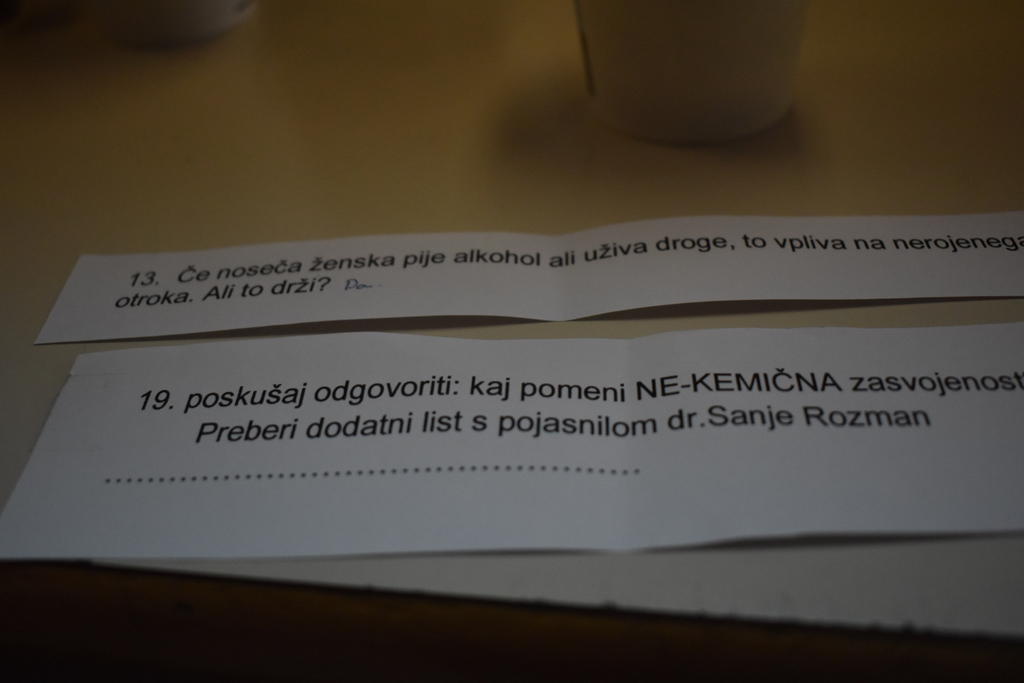 13. Če noseča ženska pije alkohol ali uživa droge, to vpliva na nerojenega
otroka. Ali to drži? Da.
19. poskušaj odgovoriti: kaj pomeni NE-KEMIČNA zasvojenost
Preberi dodatni list s pojasnilom dr.Sanje Rozman
..................................................